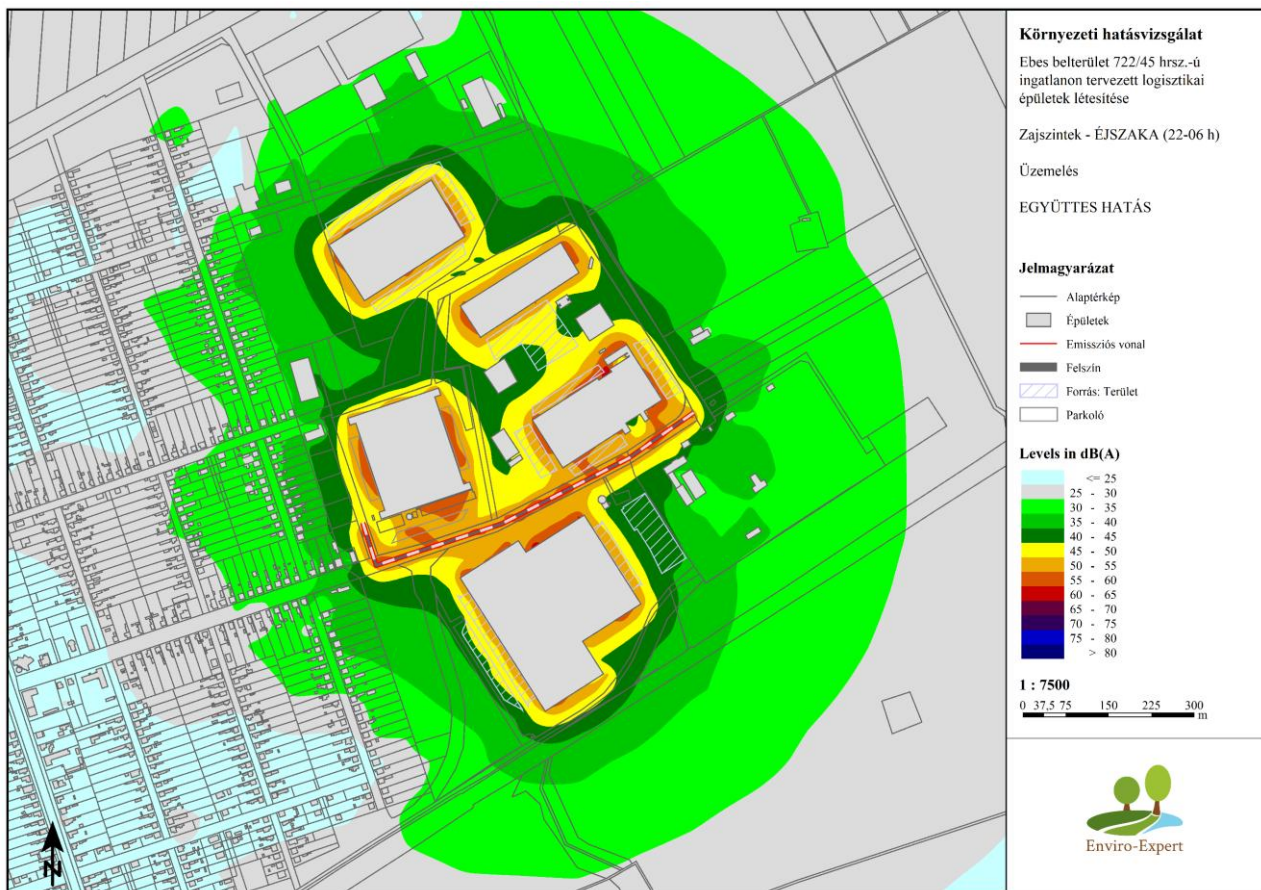 Környezeti hatásvizsgálat
Ebes belterület 722/45 hrsz.-ú
ingatlanon tervezett logisztikai
épületek létesítése
Zajszintek - ÉJSZAKA (22-06 h)
Üzemelés
EGYÜTTES HATÁS
Jelmagyarázat
Alaptérkép
Épületek
Emissziós vonal
Felszín
Forrás: Terület
Parkoló
Levels in dB(A)
<= 25
25 - 30
30 - 35
35 - 40
40 - 45
45 - 50
50 - 55
55 - 60
60 - 65
65 - 70
70 - 75
75 - 80
> 80
1 : 7500
0 37,5 75 150 225 300
m
Enviro-Expert
N